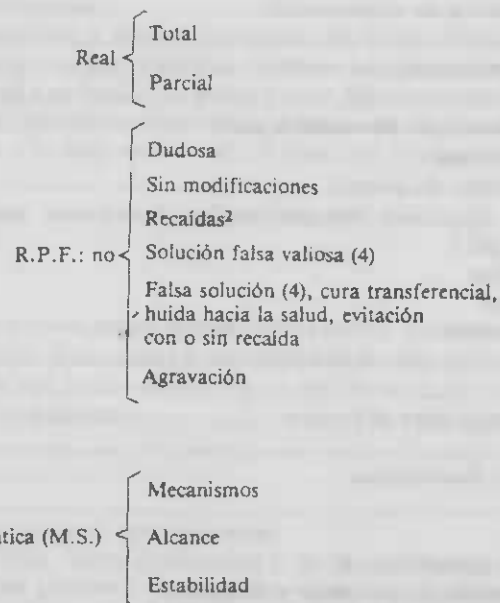 Total
Real
Parcial
Dudosa
Sin modificaciones
Recaídas²
R.P.F.: no
Solución falsa valiosa (4)
Falsa solución (4), cura transferencial,
huida hacia la salud, evitación
con o sin recaída
Agravación
Mecanismos
ática (M.S.)
Alcance
Estabilidad